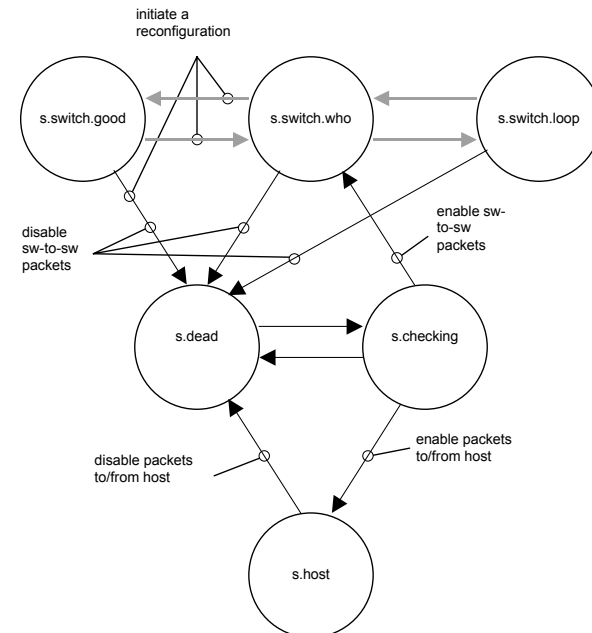 initiate a
reconfiguration
s.switch.good
s.switch.who
s.switch.loop
disable
sw-to-sw
packets
enable sw-
to-sw
packets
s.dead
s.checking
disable packets
to/from host
enable packets
to/from host
s.host